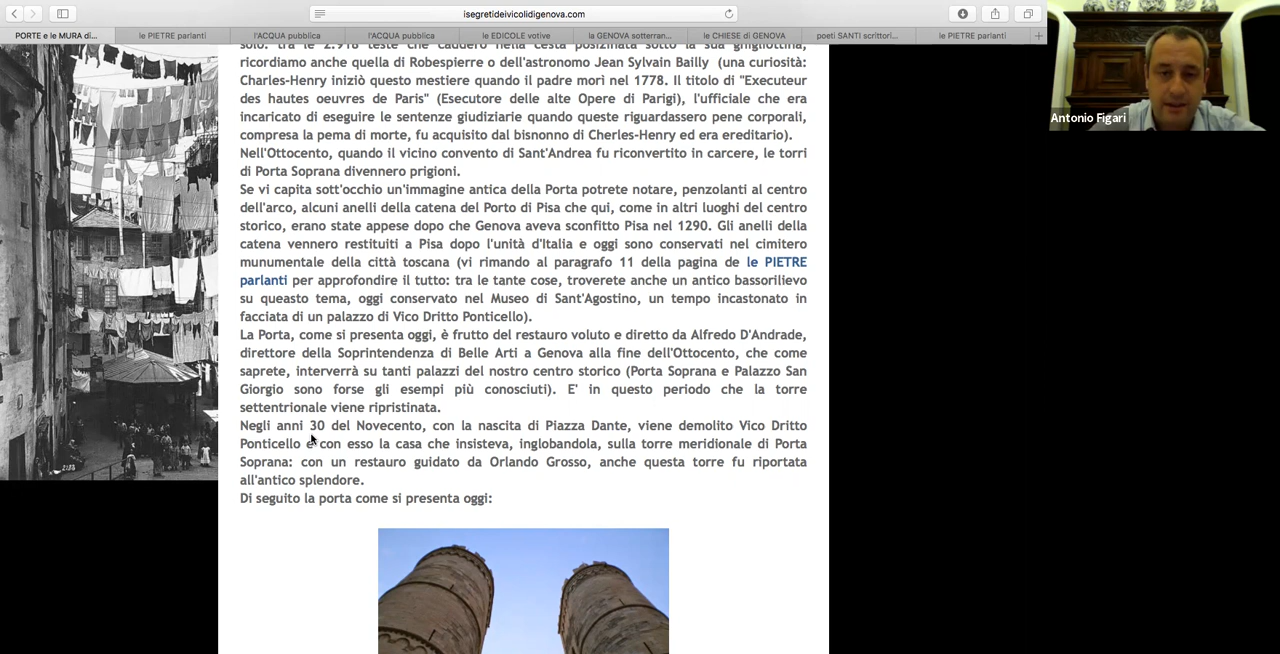 isegretideivicolidigenova.com
PORTE e le MURA di...
le PIETRE parlanti
l'ACQUA pubblica
l'ACQUA pubblica
le EDICOLE votive
la GENOVA sotterran...
le CHIESE di GENOVA
poeti SANTI scrittori...
le PIETRE parlanti
Antonio Figari
solo: tra le 2.918 teste che caddero nella cesta posizinata sotto la sua ghigliottina,
ricordiamo anche quella di Robespierre o dell'astronomo Jean Sylvain Bailly (una curiosità:
Charles-Henry iniziò questo mestiere quando il padre morì nel 1778. Il titolo di "Executeur
des hautes oeuvres de Paris" (Esecutore delle alte Opere di Parigi), l'ufficiale che era
incaricato di eseguire le sentenze giudiziarie quando queste riguardassero pene corporali,
compresa la pema di morte, fu acquisito dal bisnonno di Cherles-Henry ed era ereditario).
Nell'Ottocento, quando il vicino convento di Sant'Andrea fu riconvertito in carcere, le torri
di Porta Soprana divennero prigioni.
Se vi capita sott'occhio un'immagine antica della Porta potrete notare, penzolanti al centro
dell'arco, alcuni anelli della catena del Porto di Pisa che qui, come in altri luoghi del centro
storico, erano state appese dopo che Genova aveva sconfitto Pisa nel 1290. Gli anelli della
catena vennero restituiti a Pisa dopo l'unità d'Italia e oggi sono conservati nel cimitero
munumentale della città toscana (vi rimando al paragrafo 11 della pagina de le PIETRE
parlanti per approfondire il tutto: tra le tante cose, troverete anche un antico bassorilievo
su queasto tema, oggi conservato nel Museo di Sant'Agostino, un tempo incastonato in
facciata di un palazzo di Vico Dritto Ponticello).
La Porta, come si presenta oggi, è frutto del restauro voluto e diretto da Alfredo D'Andrade,
direttore della Soprintendenza di Belle Arti a Genova alla fine dell'Ottocento, che come
saprete, interverrà su tanti palazzi del nostro centro storico (Porta Soprana e Palazzo San
Giorgio sono forse gli esempi più conosciuti). E' in questo periodo che la torre
settentrionale viene ripristinata.
Negli anni 30 del Novecento, con la nascita di Piazza Dante, viene demolito Vico Dritto
Ponticello e con esso la casa che insisteva, inglobandola, sulla torre meridionale di Porta
Soprana: con un restauro guidato da Orlando Grosso, anche questa torre fu riportata
all'antico splendore.
Di seguito la porta come si presenta oggi: